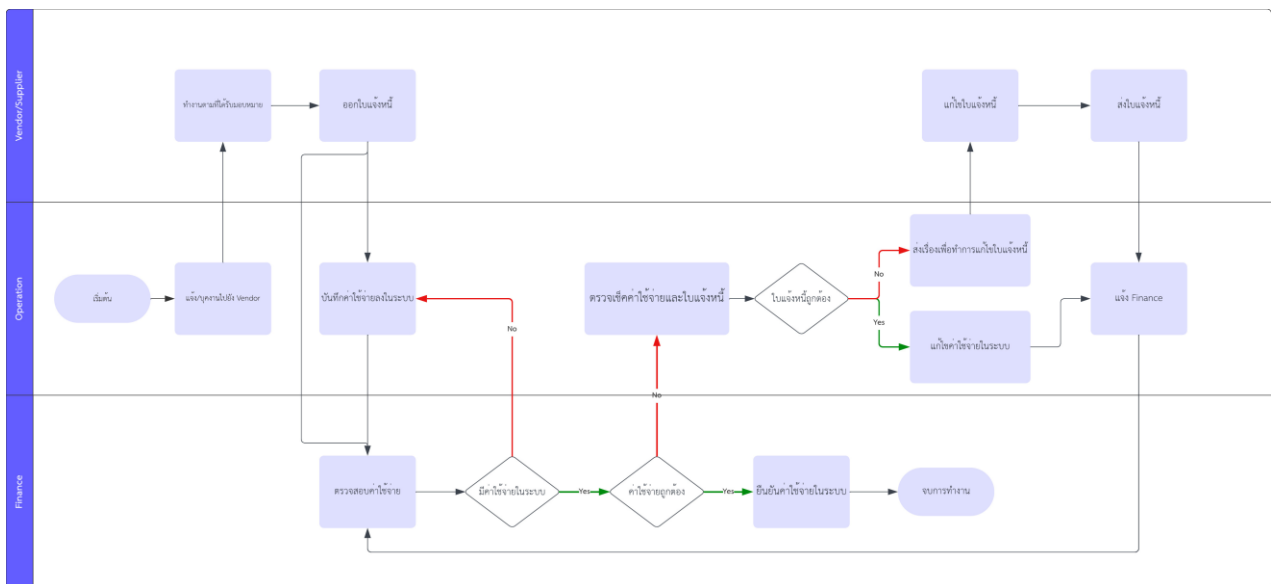 Vendor/Supplier
ทำงานตามที่ได้รับมอบหมาย
ออกใบแจ้งหนี้
แก้ไขใบแจ้งหนี้
ส่งใบแจ้งหนี้
Operation
เริ่มต้น
แจ้ง/บุคงานไปยัง Vendor
บันทึกค่าใช้จ่ายลงในระบบ
No
ตรวจเช็คค่าใช้จ่ายและใบแจ้งหนี้
ใบแจ้งหนี้ถูกต้อง
No
Yes
ส่งเรื่องเพื่อทำการแก้ไขใบแจ้งหนี้
แก้ไขค่าใช้จ่ายในระบบ
แจ้ง Finance
Finance
ตรวจสอบค่าใช้จ่าย
มีค่าใช้จ่ายในระบบ
Yes
No
ค่าใช้จ่ายถูกต้อง
Yes
ยืนยันค่าใช้จ่ายในระบบ
จบการทำงาน